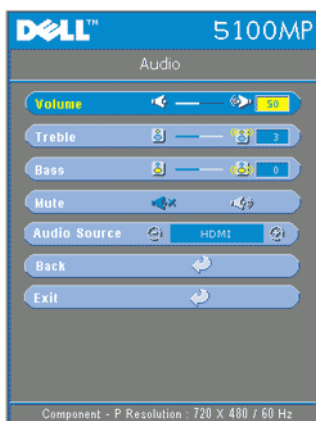 DELL™ 5100MP
Audio
Volume 50
Treble 3
Bass 0
Mute
Audio Source HDMI
Back
Exit
Component - P Resolution : 720 X 480 / 60 Hz